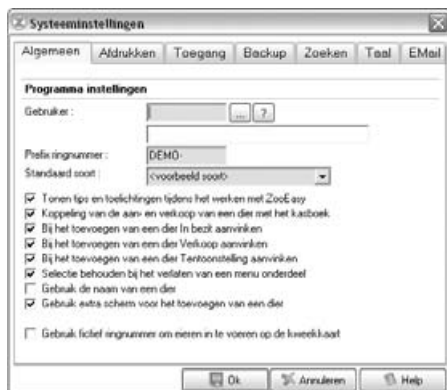 Systeeminstellingen
Algemeen Afdrukken Toegang Backup Zoeken Taal EMail
Programma instellingen
Gebruiker : ... ?
Prefix ringnummer : DEMO-
Standaard soort : <voorbeeld soort>
Tonen tips en toelichtingen tijdens het werken met ZooEasy
Koppeling van de aan- en verkoop van een dier met het kasboek
Bij het toevoegen van een dier In bezit aanvinken
Bij het toevoegen van een dier Verkoop aanvinken
Bij het toevoegen van een dier Tentoonstelling aanvinken
Selectie behouden bij het verlaten van een menu onderdeel
Gebruik de naam van een dier
Gebruik extra scherm voor het toevoegen van een dier
Gebruik fictief ringnummer om eieren in te voeren op de kweekkaart
Ok Annuleren Help